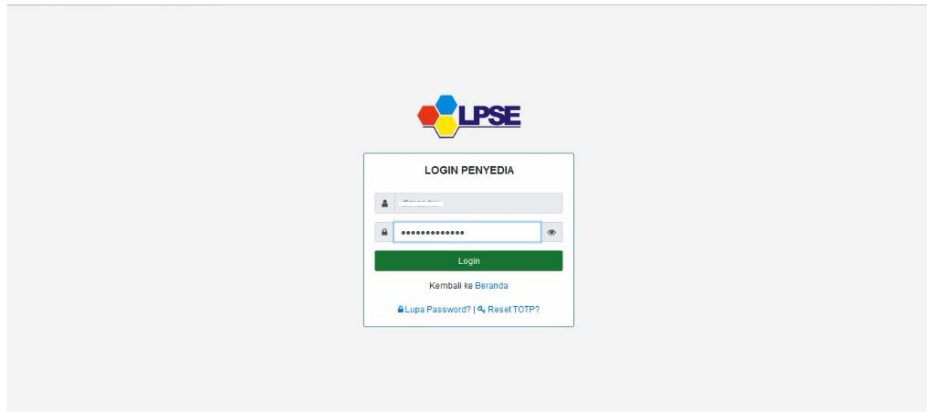 LPSE
LOGIN PENYEDIA
•••••••••••••
Login
Kembali ke Beranda
Lupa Password? | Reset TOTP?